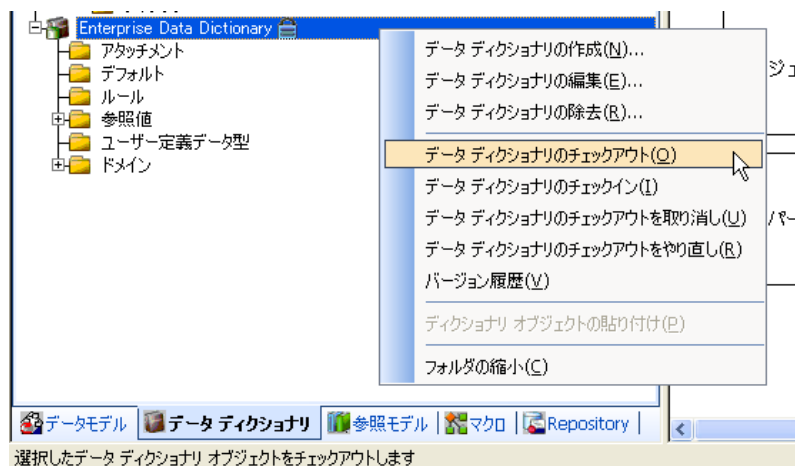 Enterprise Data Dictionary
アタッチメント
デフォルト
ルール
参照値
ユーザー定義データ型
ドメイン
データ ディクショナリの作成(N)...
データ ディクショナリの編集(E)...
データ ディクショナリの除去(R)...
データ ディクショナリのチェックアウト(O)
データ ディクショナリのチェックイン(I)
データ ディクショナリのチェックアウトを取り消し(U)
データ ディクショナリのチェックアウトをやり直し(R)
バージョン履歴(V)
ディクショナリ オブジェクトの貼り付け(P)
フォルダの縮小(C)
データモデル データ ディクショナリ 参照モデル マクロ Repository
選択したデータ ディクショナリ オブジェクトをチェックアウトします